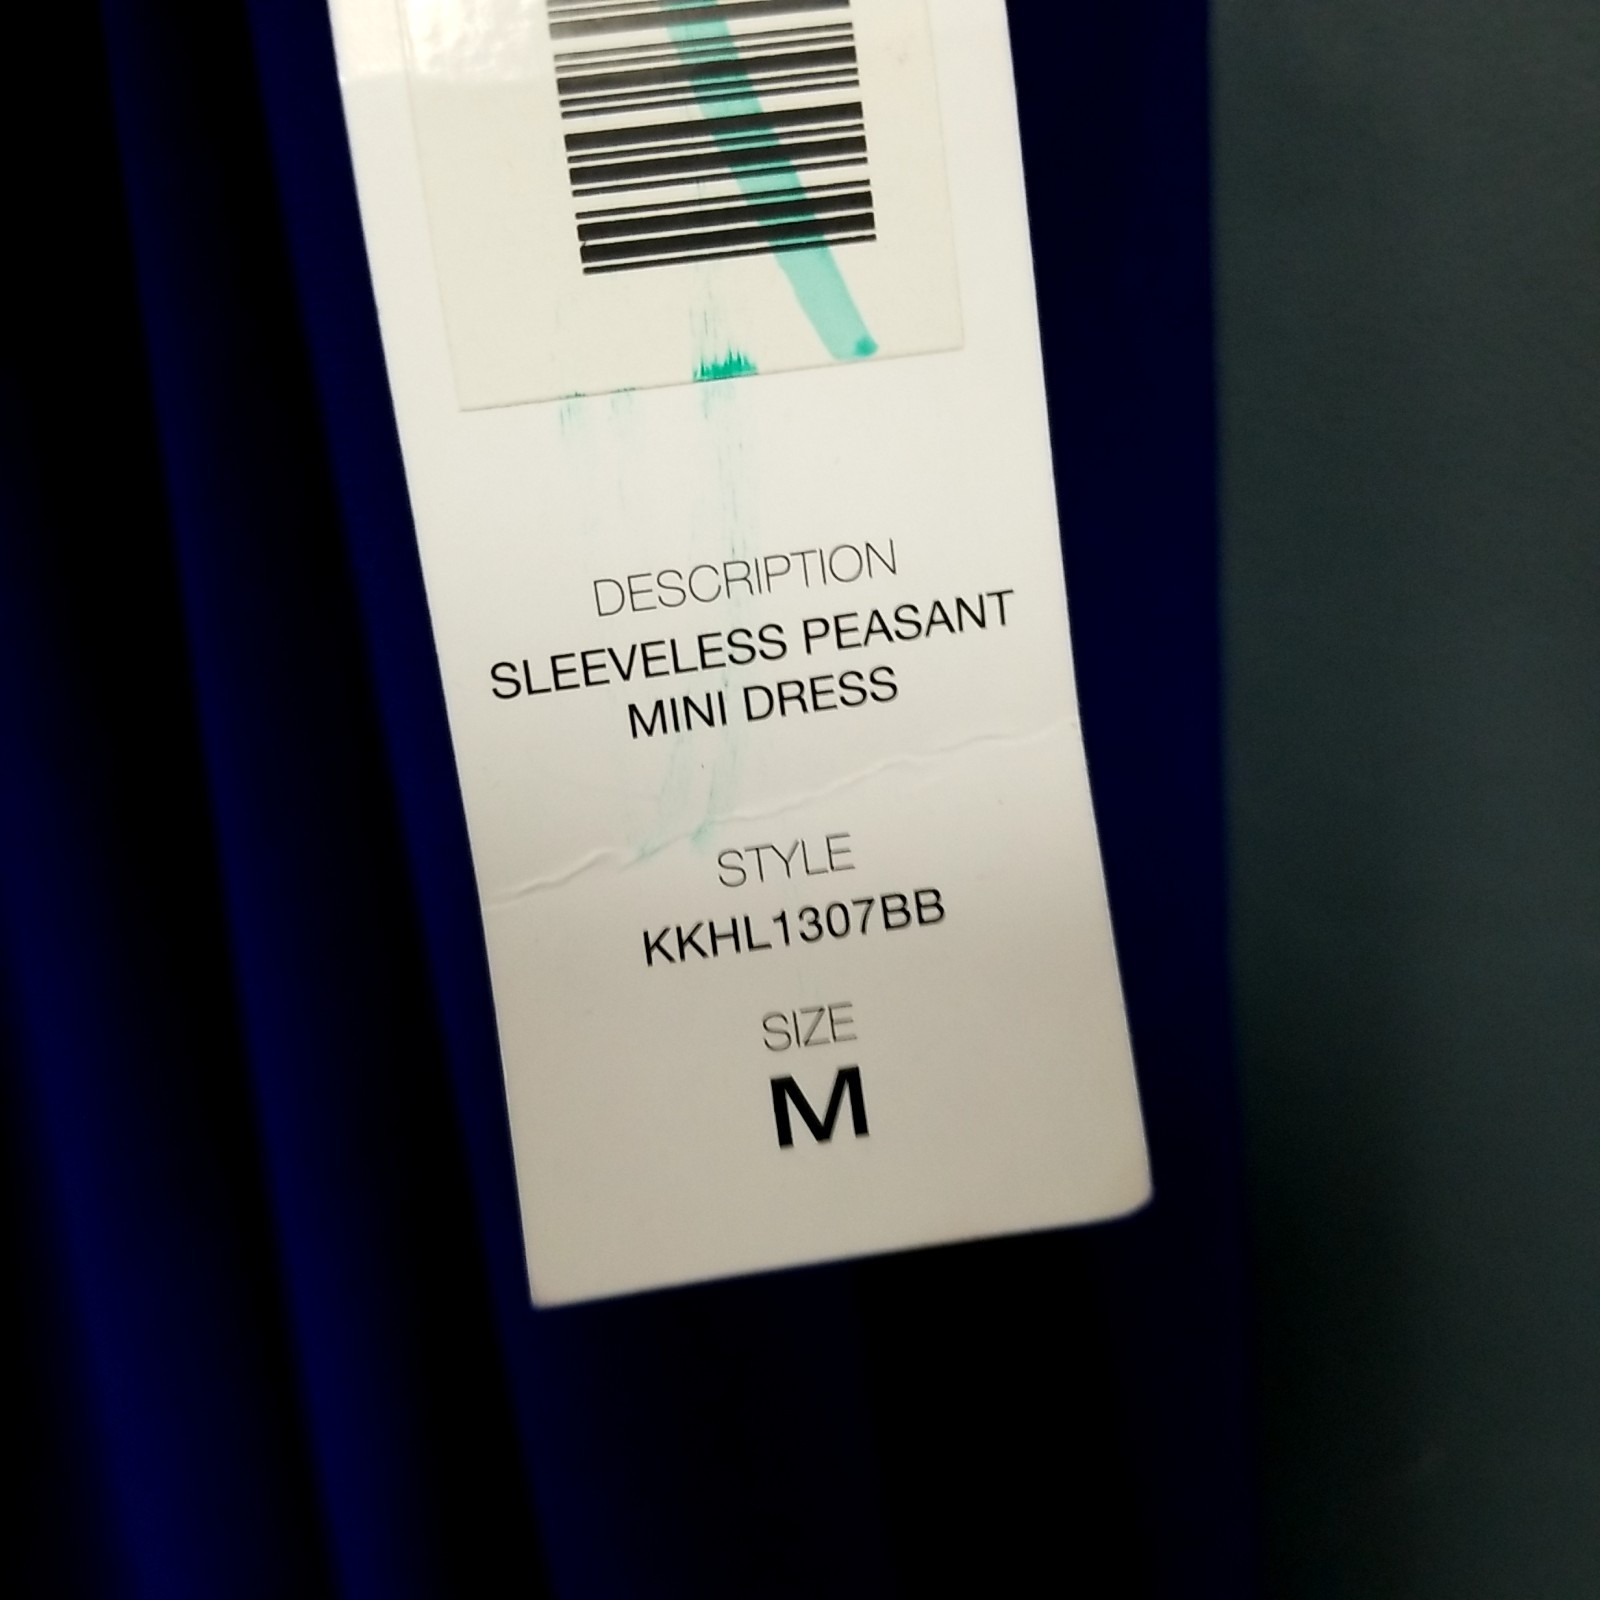 DESCRIPTION
SLEEVELESS PEASANT
MINI DRESS
STYLE
KKHL1307BB
SIZE
M